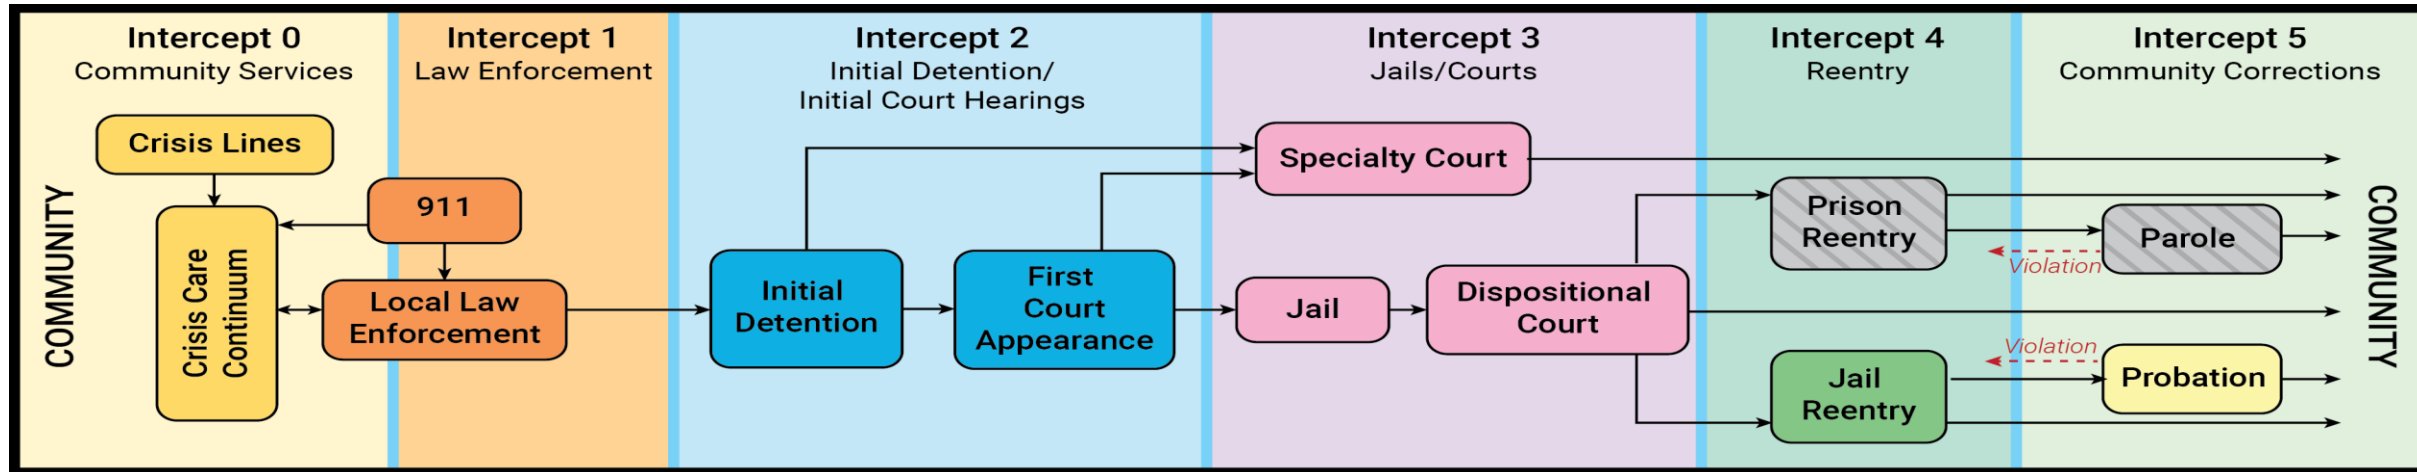 Intercept 0
Community Services
Intercept 1
Law Enforcement
Intercept 2
Initial Detention/
Initial Court Hearings
Intercept 3
Jails/Courts
Intercept 4
Reentry
Intercept 5
Community Corrections
COMMUNITY
Crisis Lines
Crisis Care
Continuum
911
Local Law
Enforcement
Initial
Detention
First
Court
Appearance
Specialty Court
Jail
Dispositional
Court
Prison
Reentry
Jail
Reentry
Violation
Parole
Violation
Probation
COMMUNITY